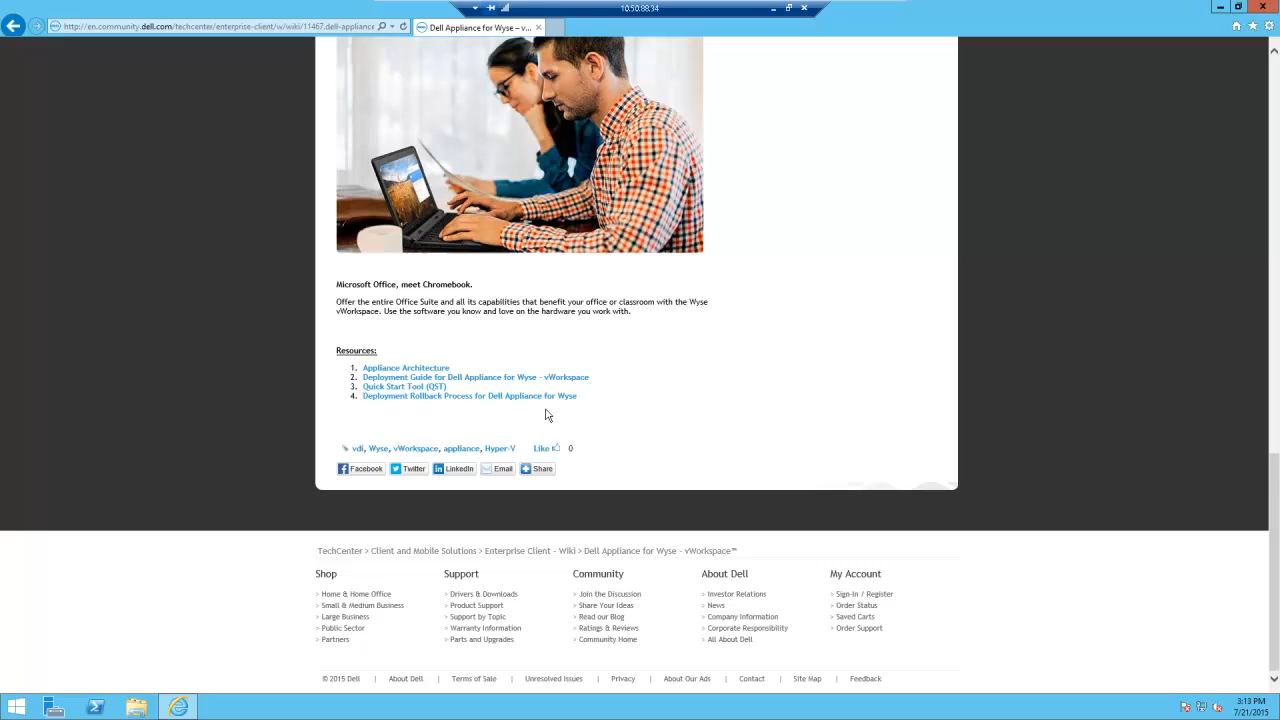 10.50.88.34
http://en.community.dell.com/techcenter/enterprise-client/w/wiki/11467.dell-appliance
Dell Appliance for Wyse – v...
Microsoft Office, meet Chromebook.
Offer the entire Office Suite and all its capabilities that benefit your office or classroom with the Wyse
vWorkspace. Use the software you know and love on the hardware you work with.
Resources:
1. Appliance Architecture
2. Deployment Guide for Dell Appliance for Wyse - vWorkspace
3. Quick Start Tool (QST)
4. Deployment Rollback Process for Dell Appliance for Wyse
vdi, Wyse, vWorkspace, appliance, Hyper-V Like 0
Facebook Twitter LinkedIn Email Share
TechCenter > Client and Mobile Solutions > Enterprise Client - Wiki > Dell Appliance for Wyse - vWorkspace™
Shop Support Community About Dell My Account
> Home & Home Office > Drivers & Downloads > Join the Discussion > Investor Relations > Sign-In / Register
> Small & Medium Business > Product Support > Share Your Ideas > News > Order Status
> Large Business > Support by Topic > Read our Blog > Company Information > Saved Carts
> Public Sector > Warranty Information > Ratings & Reviews > Corporate Responsibility > Order Support
> Partners > Parts and Upgrades > Community Home > All About Dell
© 2015 Dell | About Dell | Terms of Sale | Unresolved Issues | Privacy | About Our Ads | Contact | Site Map | Feedback
3:13 PM
7/21/2015